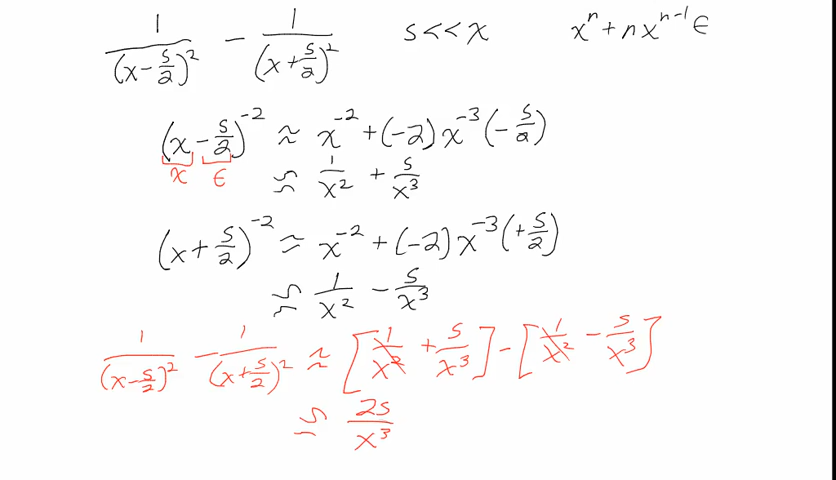 1/(x-s/2)² - 1/(x+s/2)² s<<x xⁿ+nxⁿ⁻¹ϵ
(x-s/2)⁻² ≈ x⁻²+(-2)x⁻³(-s/2)
x ϵ
≈ 1/x² + s/x³
(x+s/2)⁻² ≈ x⁻²+(-2)x⁻³(+s/2)
≈ 1/x² - s/x³
1/(x-s/2)² - 1/(x+s/2)² ≈ [1/x² + s/x³] - [1/x² - s/x³]
≈ 2s/x³